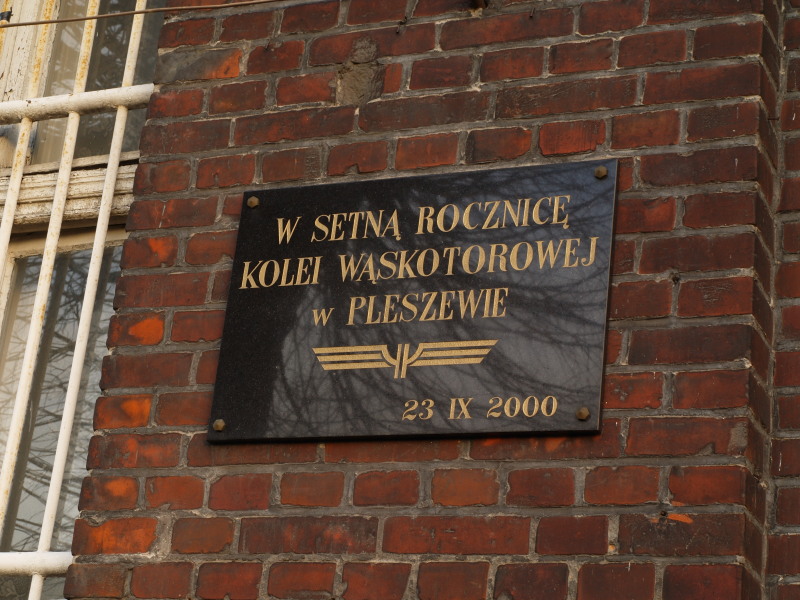 W SETNĄ ROCZNICĘ
KOLEI WĄSKOTOROWEJ
W PLESZEWIE
23 IX 2000